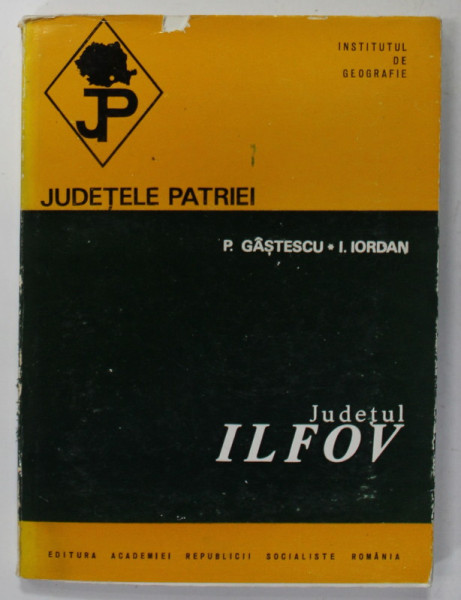 INSTITUTUL
DE
GEOGRAFIE
JP
JUDEȚELE PATRIEI
P. GÂȘTESCU • I. IORDAN
Județul
ILFOV
EDITURA ACADEMIEI REPUBLICII SOCIALISTE ROMÂNIA